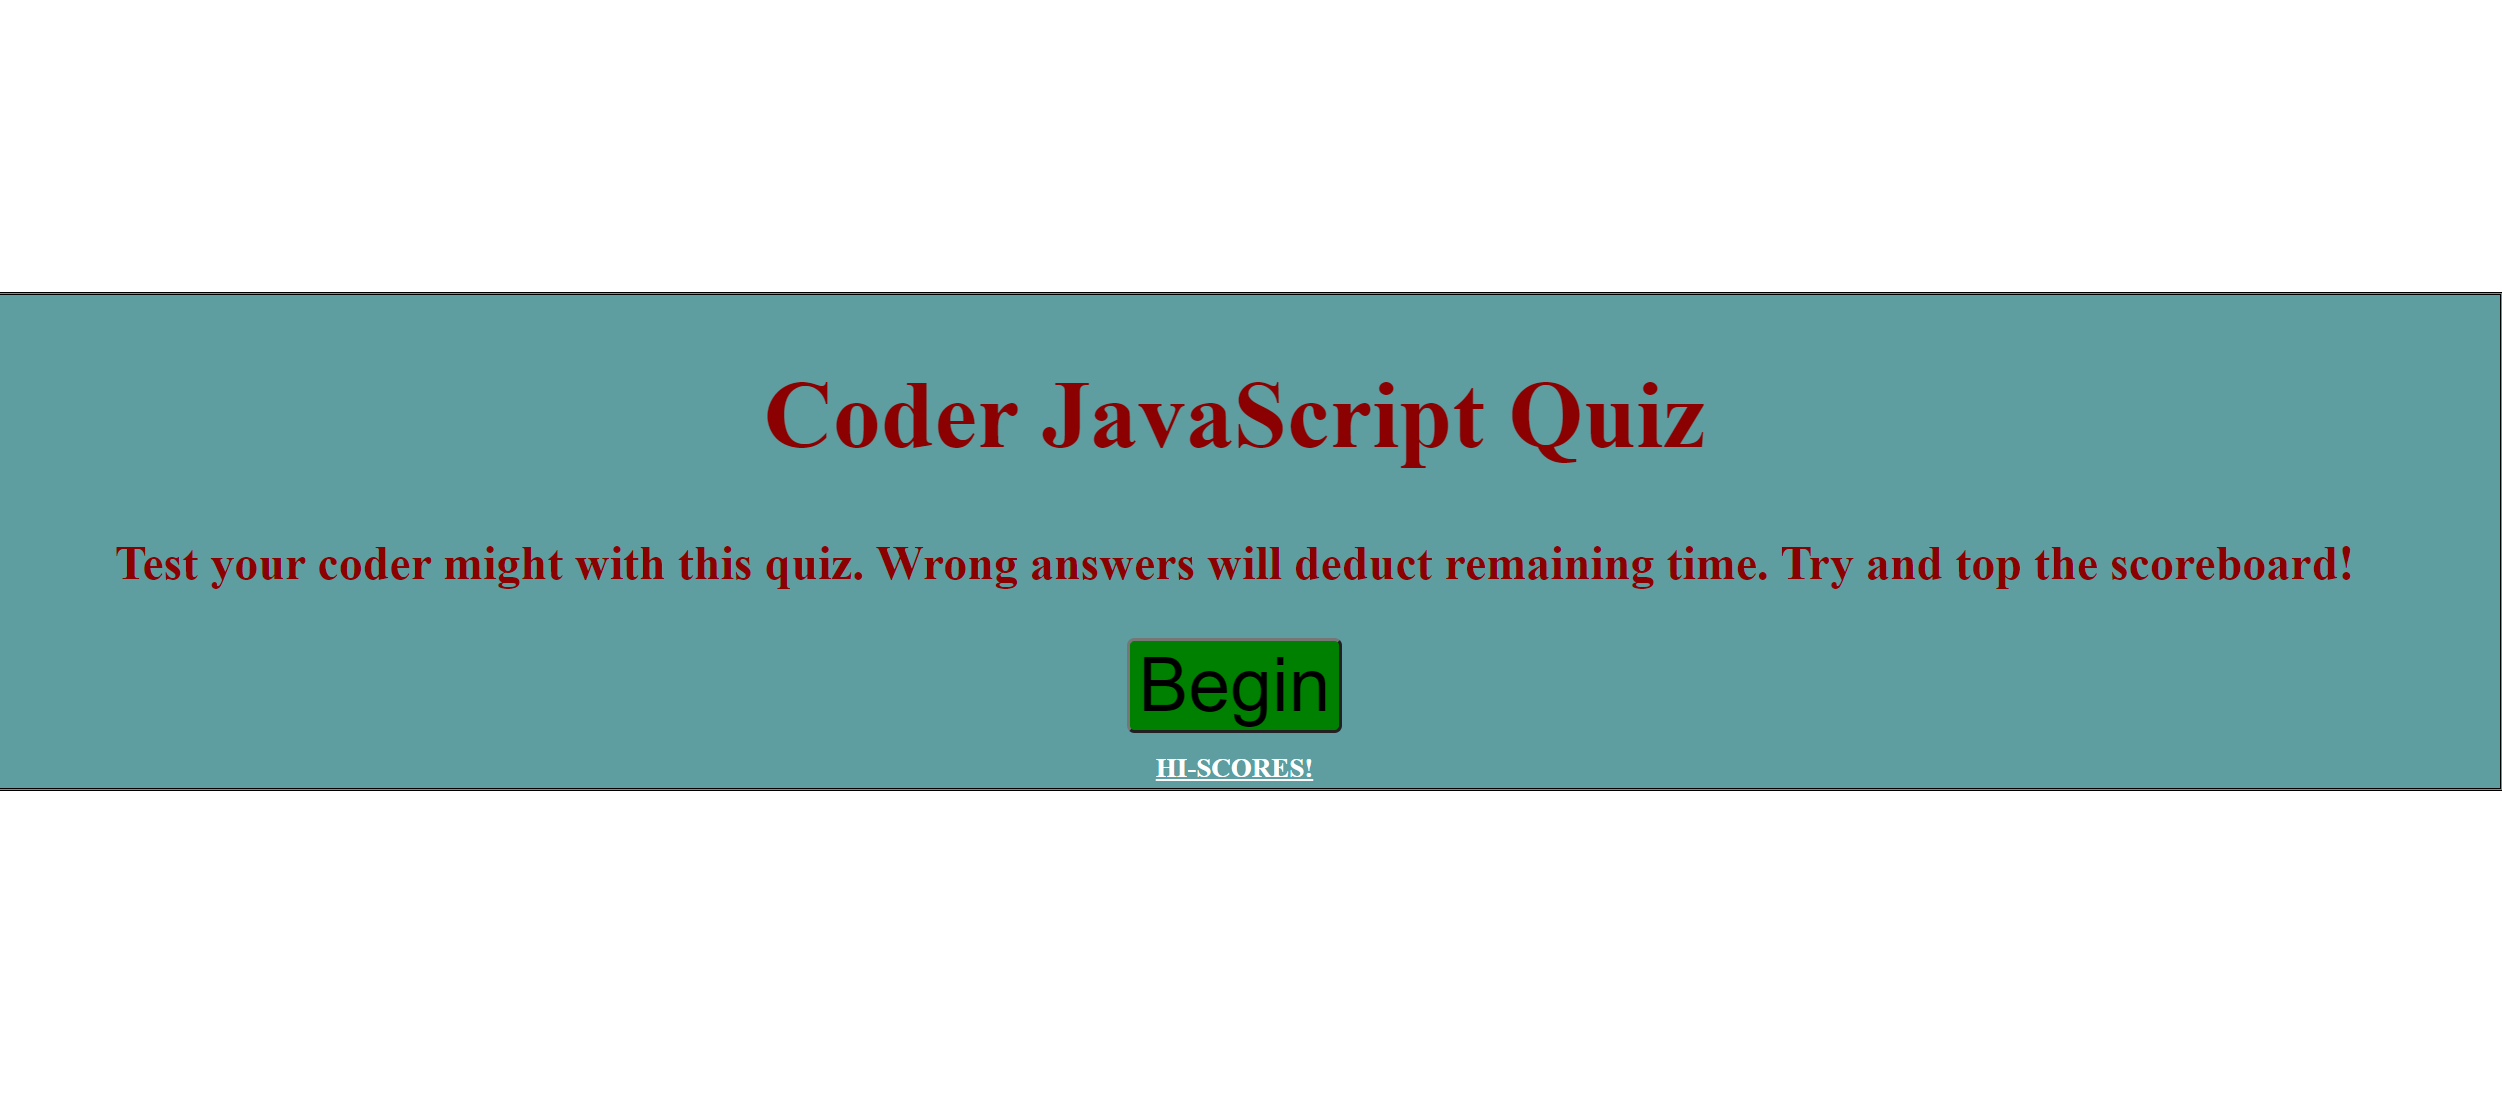 Coder JavaScript Quiz
Test your coder might with this quiz. Wrong answers will deduct remaining time. Try and top the scoreboard!
Begin
HI-SCORES!